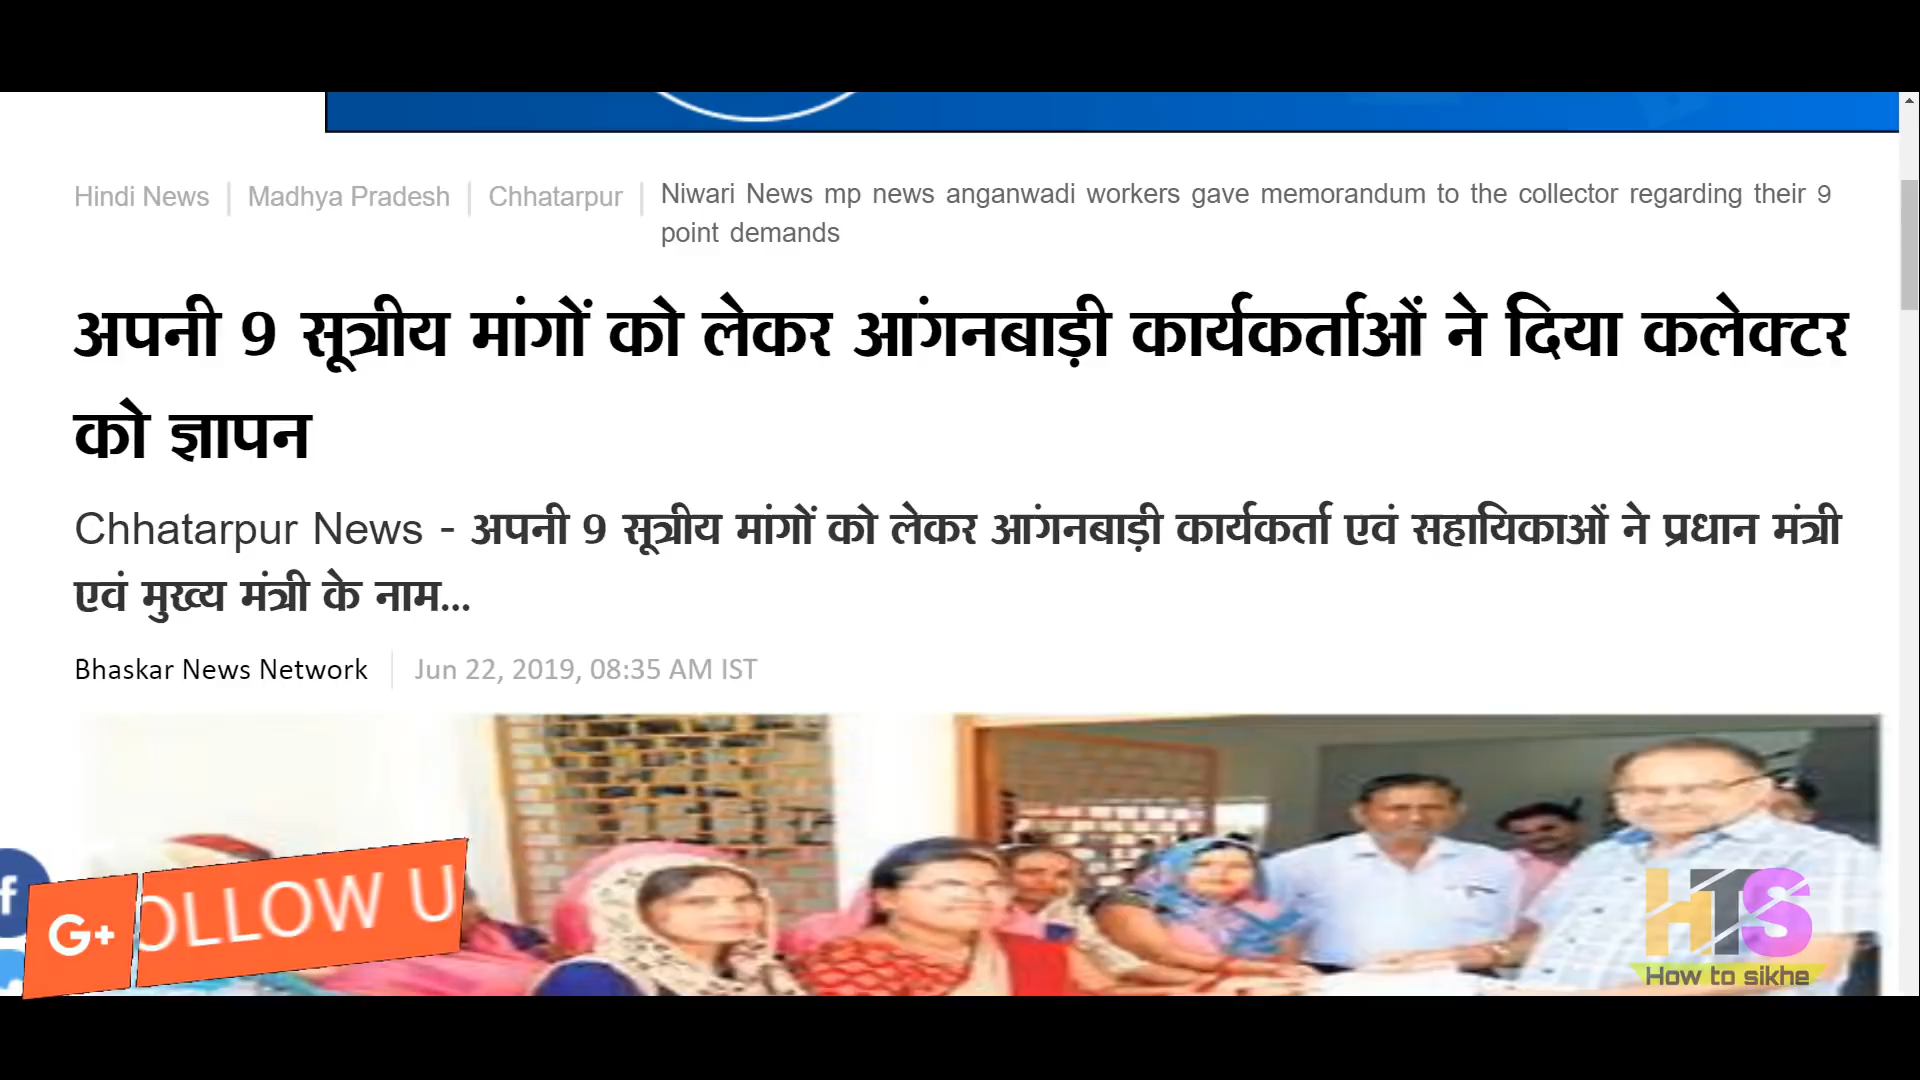 Hindi News | Madhya Pradesh | Chhatarpur | Niwari News mp news anganwadi workers gave memorandum to the collector regarding their 9
point demands
अपनी 9 सूत्रीय मांगों को लेकर आंगनबाड़ी कार्यकर्ताओं ने दिया कलेक्टर
को ज्ञापन
Chhatarpur News - अपनी 9 सूत्रीय मांगों को लेकर आंगनबाड़ी कार्यकर्ता एवं सहायिकाओं ने प्रधान मंत्री
एवं मुख्य मंत्री के नाम...
Bhaskar News Network | Jun 22, 2019, 08:35 AM IST
f
G+ OLLOW U
HTS
How to sikhe